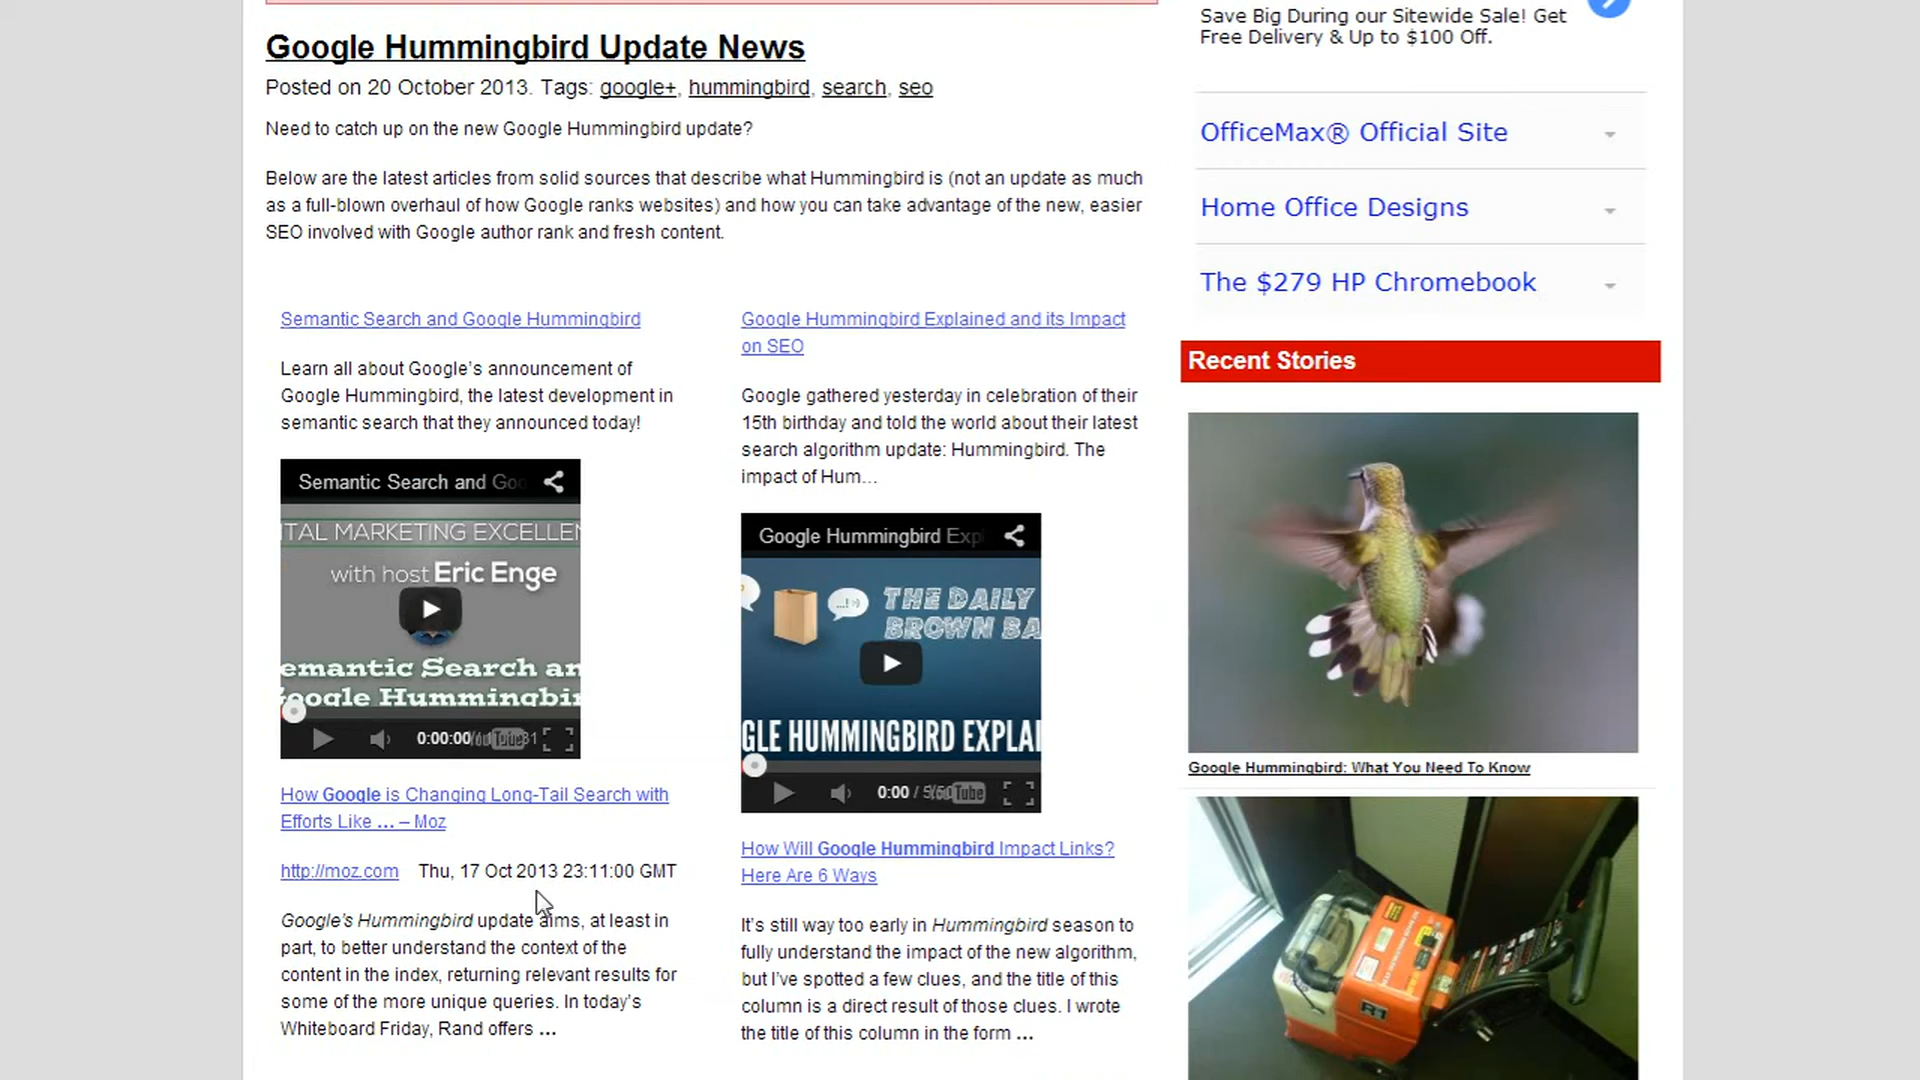 Google Hummingbird Update News
Posted on 20 October 2013. Tags: google+, hummingbird, search, seo
Need to catch up on the new Google Hummingbird update?
Below are the latest articles from solid sources that describe what Hummingbird is (not an update as much
as a full-blown overhaul of how Google ranks websites) and how you can take advantage of the new, easier
SEO involved with Google author rank and fresh content.
Semantic Search and Google Hummingbird
Learn all about Google's announcement of
Google Hummingbird, the latest development in
semantic search that they announced today!
Semantic Search and Goo
ITAL MARKETING EXCELLEN
with host Eric Enge
emantic Search an
Google Hummingbir
0:00:00
YouTube
How Google is Changing Long-Tail Search with
Efforts Like ... – Moz
http://moz.com Thu, 17 Oct 2013 23:11:00 GMT
Google's Hummingbird update aims, at least in
part, to better understand the context of the
content in the index, returning relevant results for
some of the more unique queries. In today's
Whiteboard Friday, Rand offers ...
Google Hummingbird Explained and its Impact
on SEO
Google gathered yesterday in celebration of their
15th birthday and told the world about their latest
search algorithm update: Hummingbird. The
impact of Hum...
Google Hummingbird Exp
...!:)
THE DAILY
BROWN BA
GLE HUMMINGBIRD EXPLAI
0:00 /
YouTube
How Will Google Hummingbird Impact Links?
Here Are 6 Ways
It's still way too early in Hummingbird season to
fully understand the impact of the new algorithm,
but I've spotted a few clues, and the title of this
column is a direct result of those clues. I wrote
the title of this column in the form ...
Save Big During our Sitewide Sale! Get
Free Delivery & Up to $100 Off.
OfficeMax® Official Site
Home Office Designs
The $279 HP Chromebook
Recent Stories
Google Hummingbird: What You Need To Know